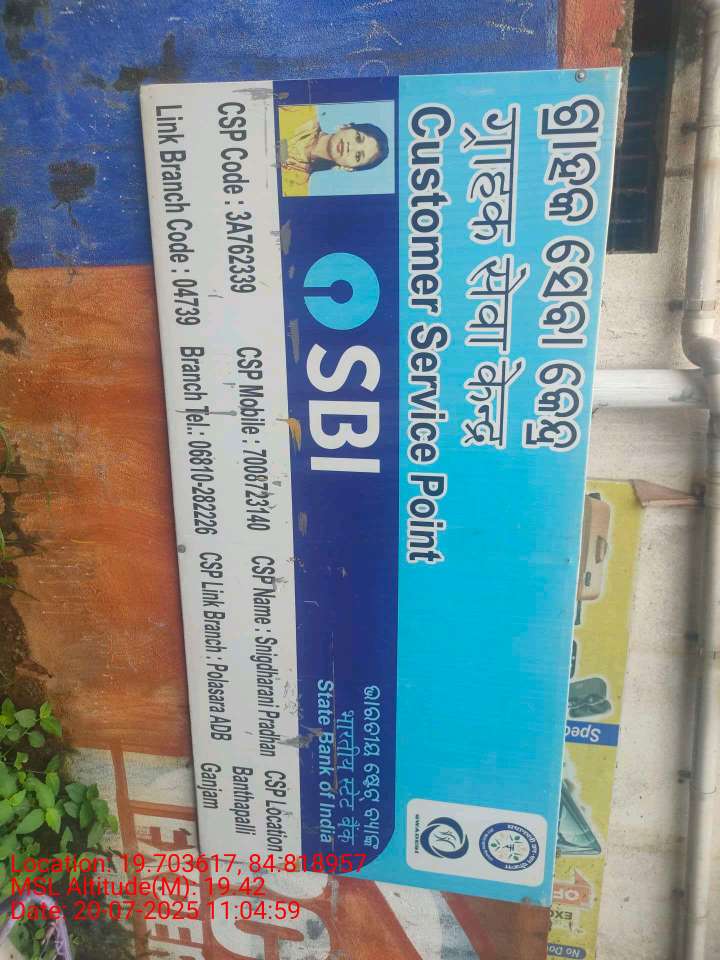 ଗ୍ରାହକ ସେବା କେନ୍ଦ୍ର
ग्राहक सेवा केन्द्र
Customer Service Point
SBI
ଭାରତୀୟ ଷ୍ଟେଟ୍ ବ୍ୟାଙ୍କ
भारतीय स्टेट बैंक
State Bank of India
CSP Code : 3A762339
CSP Mobile : 7008723140
CSP Name : Snigdharani Pradhan
CSP Location
Banthapalli
Link Branch Code : 04739
Branch Tel.: 06810-282226
CSP Link Branch : Polasara ADB
Ganjam
Location: 19.703617, 84.818957
MSL Altitude(M): 19.42
Date: 20-07-2025 11:04:59